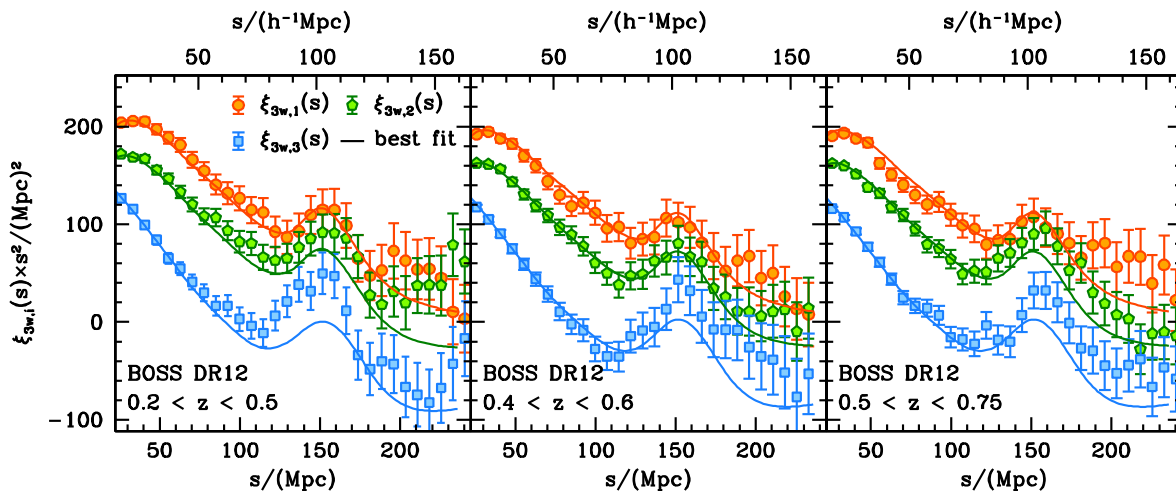 s/(h⁻¹Mpc) s/(h⁻¹Mpc) s/(h⁻¹Mpc)
50 100 150 50 100 150 50 100 150
ξ3w,i(s)×s²/(Mpc)²
200
100
0
-100
ξ3w,1(s) ξ3w,2(s)
ξ3w,3(s) — best fit
BOSS DR12 BOSS DR12 BOSS DR12
0.2 < z < 0.5 0.4 < z < 0.6 0.5 < z < 0.75
50 100 150 200 50 100 150 200 50 100 150 200
s/(Mpc) s/(Mpc) s/(Mpc)